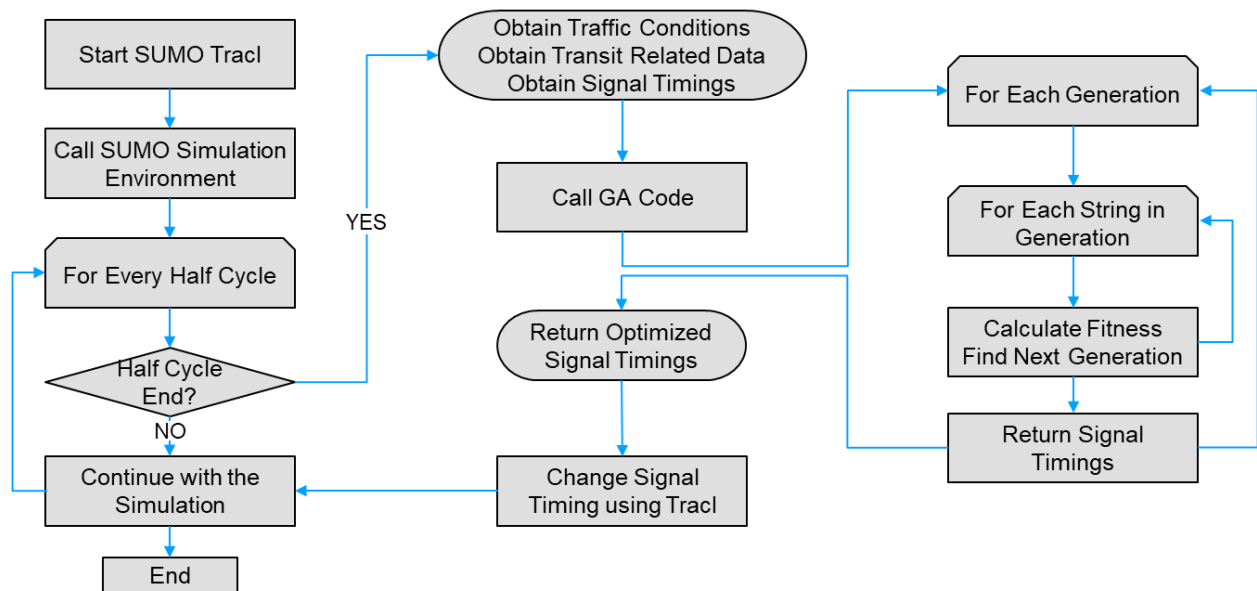 Start SUMO TracI
Call SUMO Simulation
Environment
For Every Half Cycle
Half Cycle
End?
YES
NO
Continue with the
Simulation
End
Obtain Traffic Conditions
Obtain Transit Related Data
Obtain Signal Timings
Call GA Code
Return Optimized
Signal Timings
Change Signal
Timing using TracI
For Each Generation
For Each String in
Generation
Calculate Fitness
Find Next Generation
Return Signal
Timings